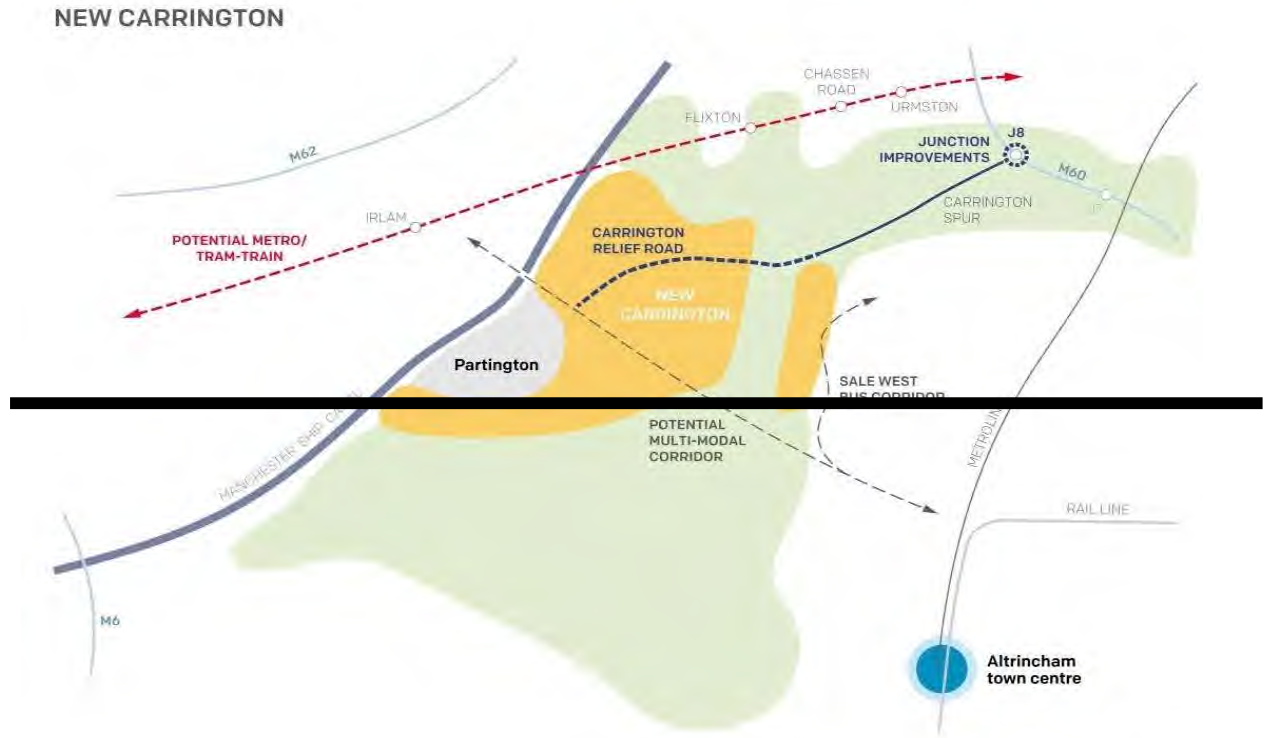 NEW CARRINGTON
CHASSEN
ROAD
FLIXTON
URMSTON
JUNCTION
IMPROVEMENTS
J8
M62
M60
IRLAM
CARRINGTON
SPUR
POTENTIAL METRO/
TRAM-TRAIN
CARRINGTON
RELIEF ROAD
NEW
CARRINGTON
Partington
SALE WEST
BUS CORRIDOR
MANCHESTER SHIP CANAL
POTENTIAL
MULTI-MODAL
CORRIDOR
RAIL LINE
M6
Altrincham
town centre